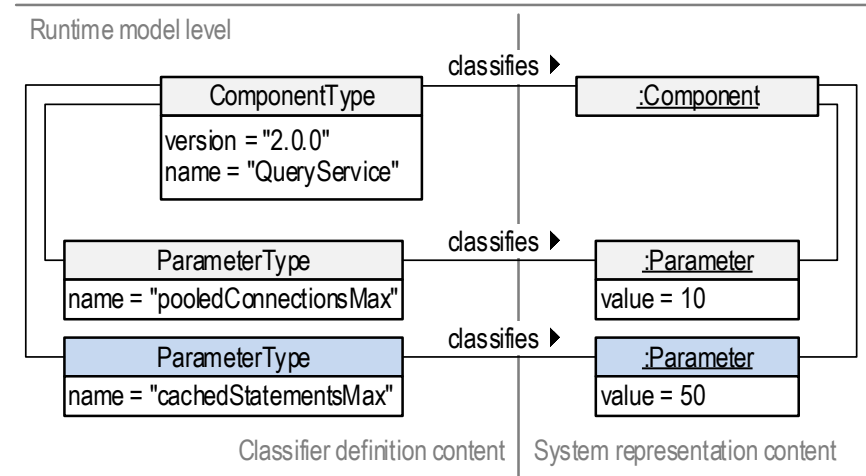 Runtime model level
classifies ▶
ComponentType
:Component
version = "2.0.0"
name = "QueryService"
classifies ▶
ParameterType
:Parameter
name = "pooledConnectionsMax"
value = 10
classifies ▶
ParameterType
:Parameter
name = "cachedStatementsMax"
value = 50
Classifier definition content
System representation content